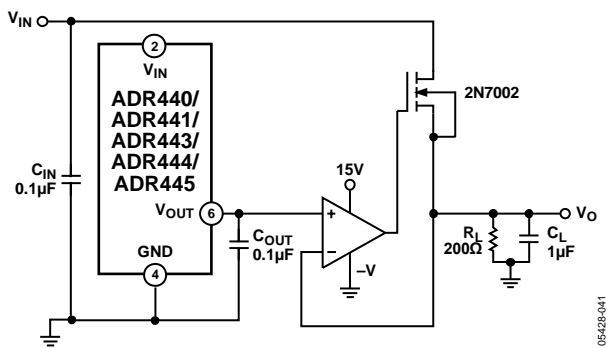 VIN
2
VIN
ADR440/
ADR441/
ADR443/
ADR444/
ADR445
2N7002
CIN
0.1µF
15V
VOUT
6
+
–
VO
COUT
0.1µF
–V
GND
4
RL
200Ω
CL
1µF
05428-041